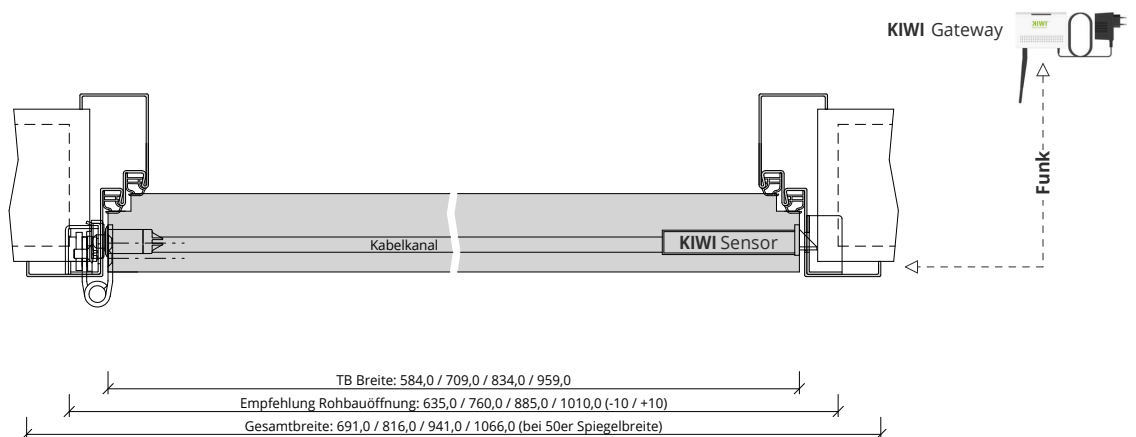 KIWI Gateway
KIWI
Funk
Kabelkanal
KIWI Sensor
TB Breite: 584,0 / 709,0 / 834,0 / 959,0
Empfehlung Rohbauöffnung: 635,0 / 760,0 / 885,0 / 1010,0 (-10 / +10)
Gesamtbreite: 691,0 / 816,0 / 941,0 / 1066,0 (bei 50er Spiegelbreite)